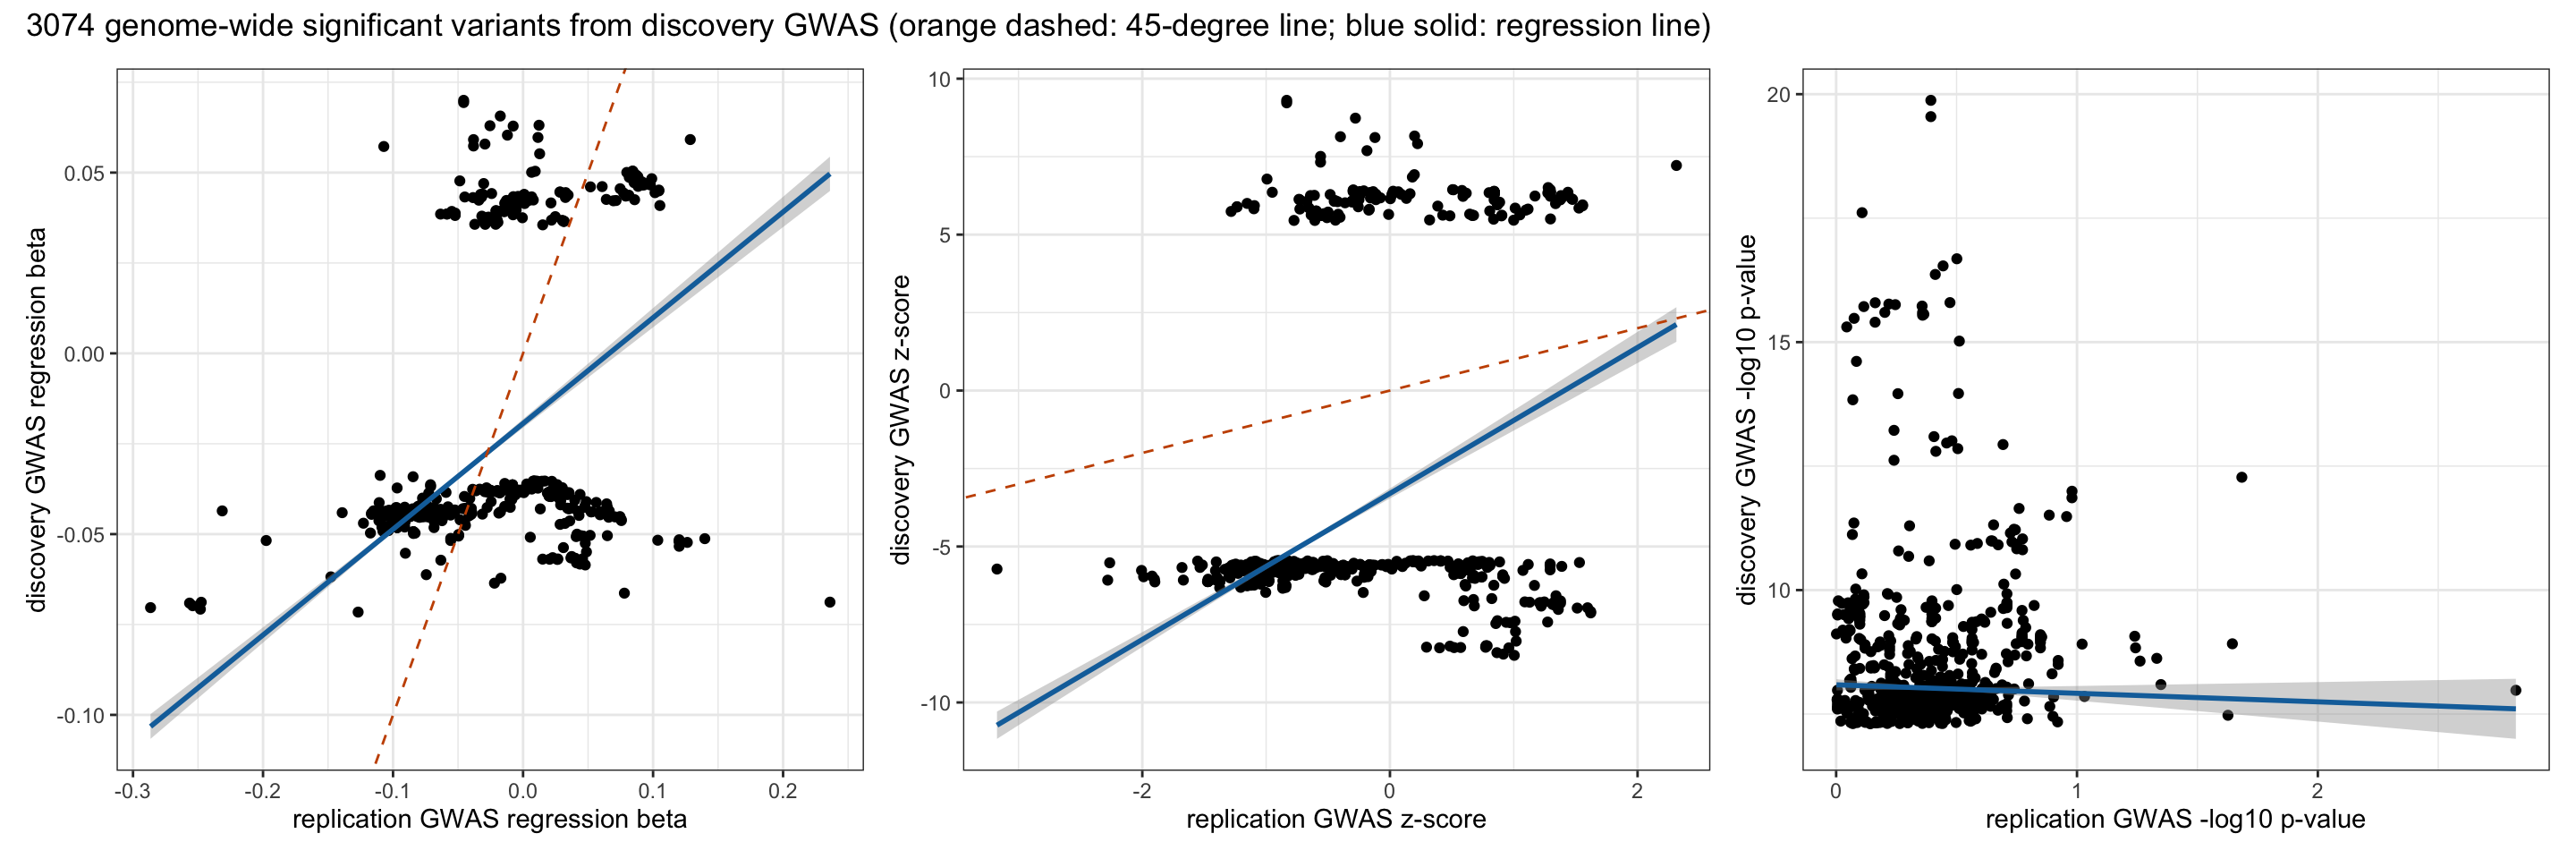 3074 genome-wide significant variants from discovery GWAS (orange dashed: 45-degree line; blue solid: regression line)
discovery GWAS regression beta
0.05
0.00
-0.05
-0.10
-0.3 -0.2 -0.1 0.0 0.1 0.2
replication GWAS regression beta
discovery GWAS z-score
10
5
0
-5
-10
-2 0 2
replication GWAS z-score
discovery GWAS -log10 p-value
20
15
10
0 1 2
replication GWAS -log10 p-value